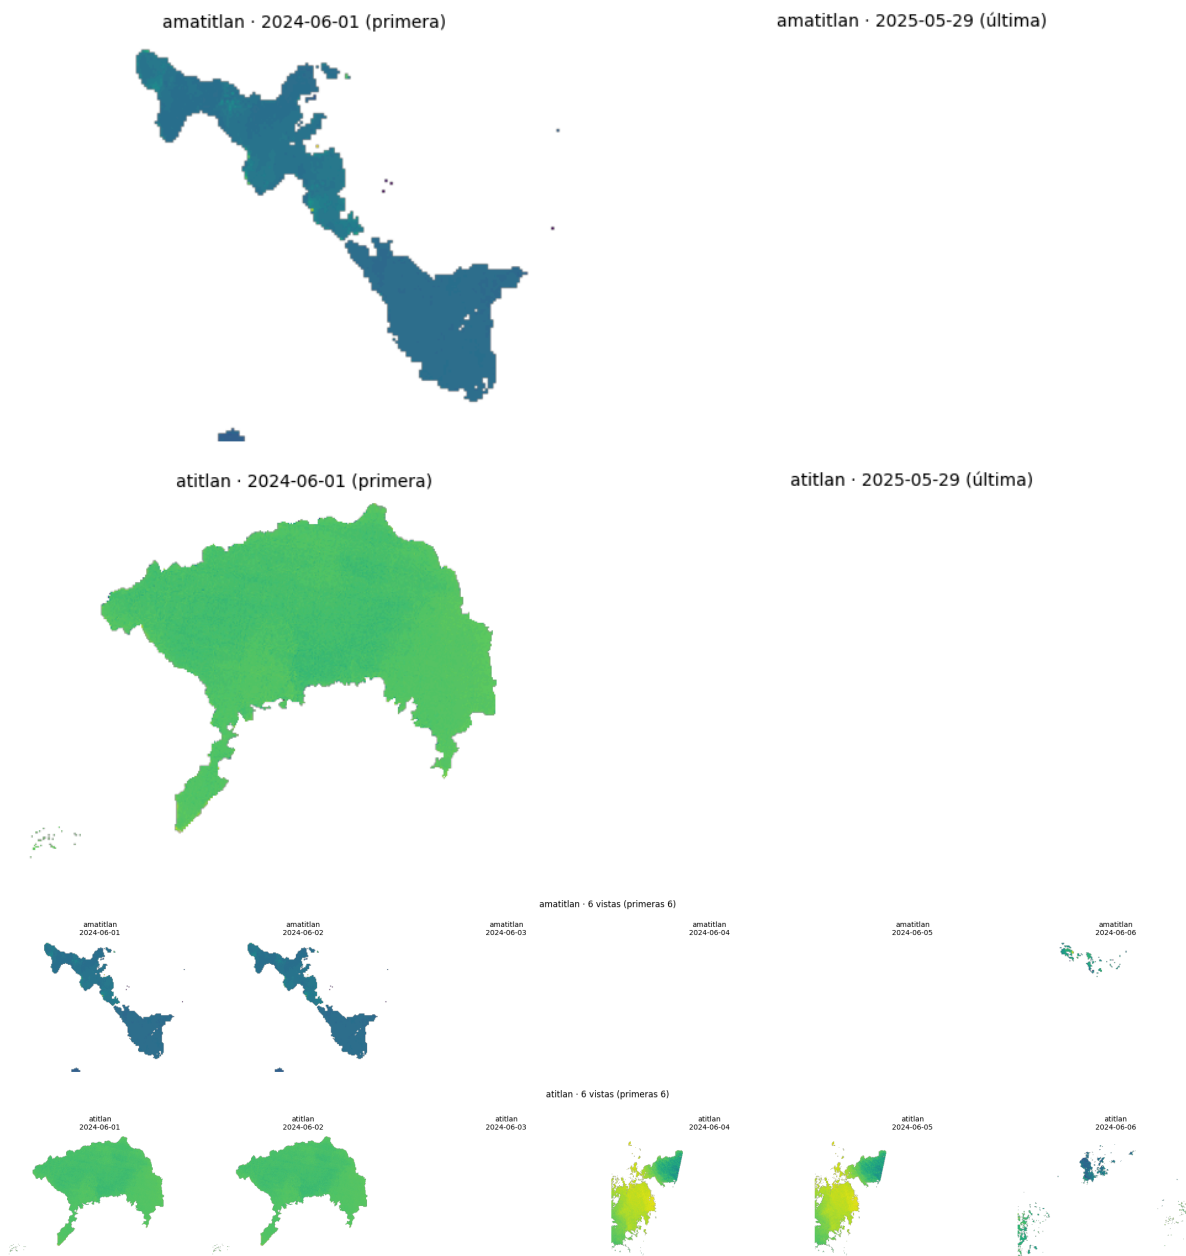 amatitlan · 2024-06-01 (primera)
amatitlan · 2025-05-29 (última)
atitlan · 2024-06-01 (primera)
atitlan · 2025-05-29 (última)
amatitlan · 6 vistas (primeras 6)
amatitlan
2024-06-01
amatitlan
2024-06-02
amatitlan
2024-06-03
amatitlan
2024-06-04
amatitlan
2024-06-05
amatitlan
2024-06-06
atitlan · 6 vistas (primeras 6)
atitlan
2024-06-01
atitlan
2024-06-02
atitlan
2024-06-03
atitlan
2024-06-04
atitlan
2024-06-05
atitlan
2024-06-06